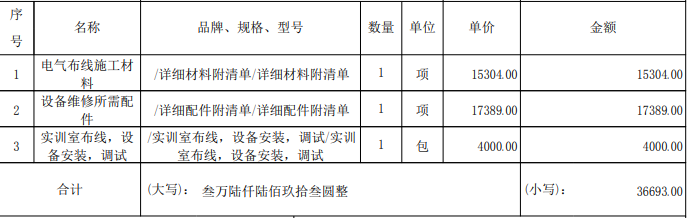 序号 名称 品牌、规格、型号 数量 单位 单价 金额
1 电气布线施工材料 /详细材料附清单/详细材料附清单 1 项 15304.00 15304.00
2 设备维修所需配件 /详细配件附清单/详细配件附清单 1 项 17389.00 17389.00
3 实训室布线，设备安装，调试 /实训室布线，设备安装，调试/实训室布线，设备安装，调试 1 包 4000.00 4000.00
合计 (大写)： 叁万陆仟陆佰玖拾叁圆整 (小写)： 36693.00